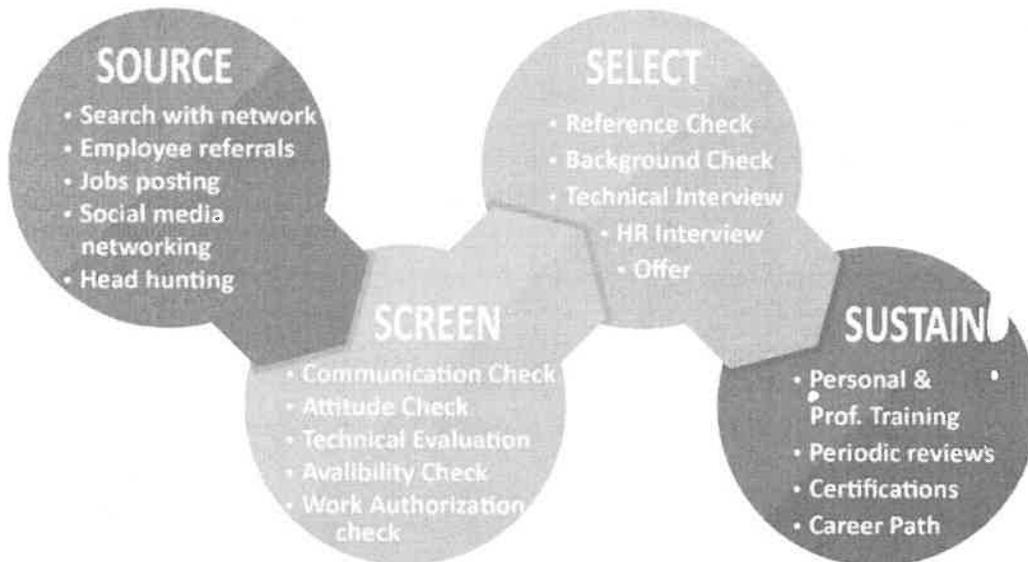 SOURCE
• Search with network
• Employee referrals
• Jobs posting
• Social media
networking
• Head hunting
SCREEN
• Communication Check
• Attitude Check
• Technical Evaluation
• Avalibility Check
• Work Authorization
check
SELECT
• Reference Check
• Background Check
• Technical Interview
• HR Interview
• Offer
SUSTAIN
• Personal &
Prof. Training
• Periodic reviews
• Certifications
• Career Path